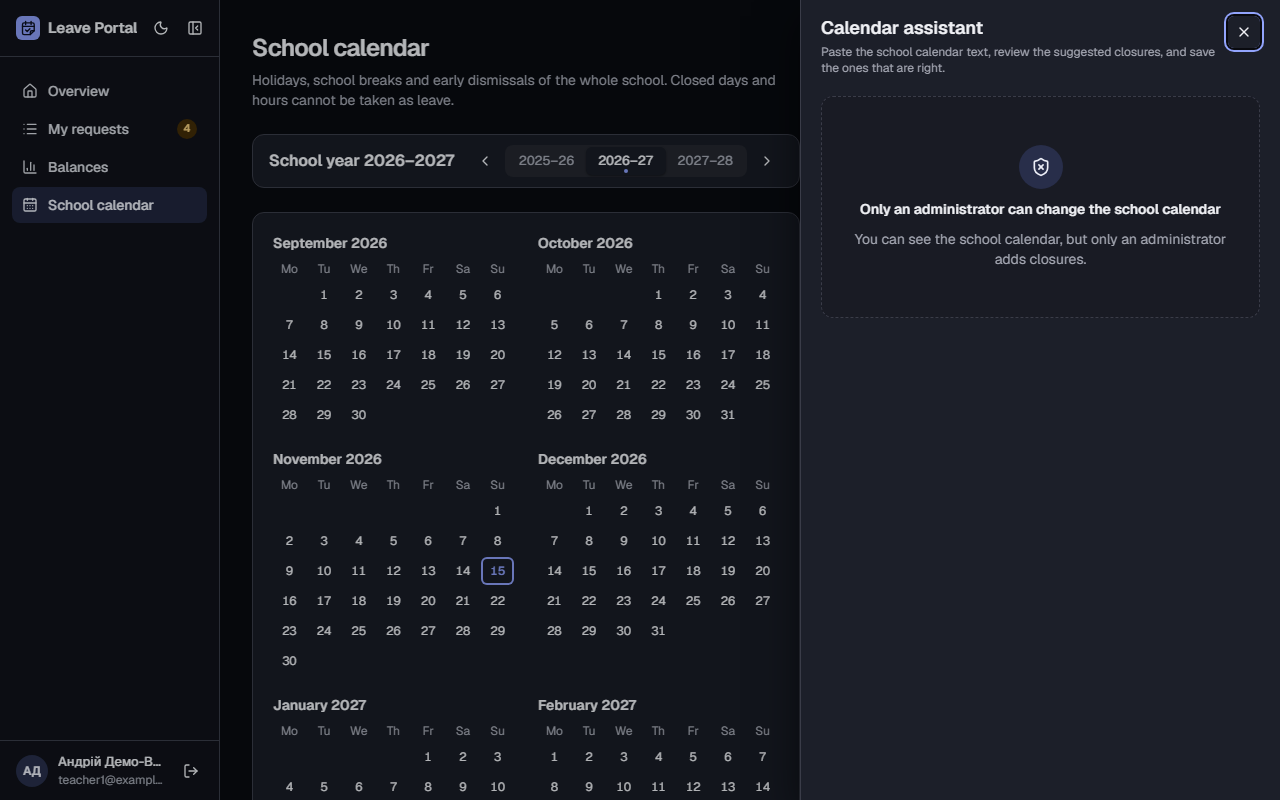 Leave Portal
Overview
My requests 4
Balances
School calendar
АД
Андрій Демо-В...
teacher1@exampl...
School calendar
Holidays, school breaks and early dismissals of the whole school. Closed days and
hours cannot be taken as leave.
School year 2026–2027
2025–26 2026–27 2027–28
September 2026
Mo Tu We Th Fr Sa Su
1 2 3 4 5 6
7 8 9 10 11 12 13
14 15 16 17 18 19 20
21 22 23 24 25 26 27
28 29 30
October 2026
Mo Tu We Th Fr Sa Su
1 2 3 4
5 6 7 8 9 10 11
12 13 14 15 16 17 18
19 20 21 22 23 24 25
26 27 28 29 30 31
November 2026
Mo Tu We Th Fr Sa Su
1
2 3 4 5 6 7 8
9 10 11 12 13 14 15
16 17 18 19 20 21 22
23 24 25 26 27 28 29
30
December 2026
Mo Tu We Th Fr Sa Su
1 2 3 4 5 6
7 8 9 10 11 12 13
14 15 16 17 18 19 20
21 22 23 24 25 26 27
28 29 30 31
January 2027
Mo Tu We Th Fr Sa Su
1 2 3
4 5 6 7 8 9 10
February 2027
Mo Tu We Th Fr Sa Su
1 2 3 4 5 6 7
8 9 10 11 12 13 14
Calendar assistant
Paste the school calendar text, review the suggested closures, and save
the ones that are right.
Only an administrator can change the school calendar
You can see the school calendar, but only an administrator
adds closures.